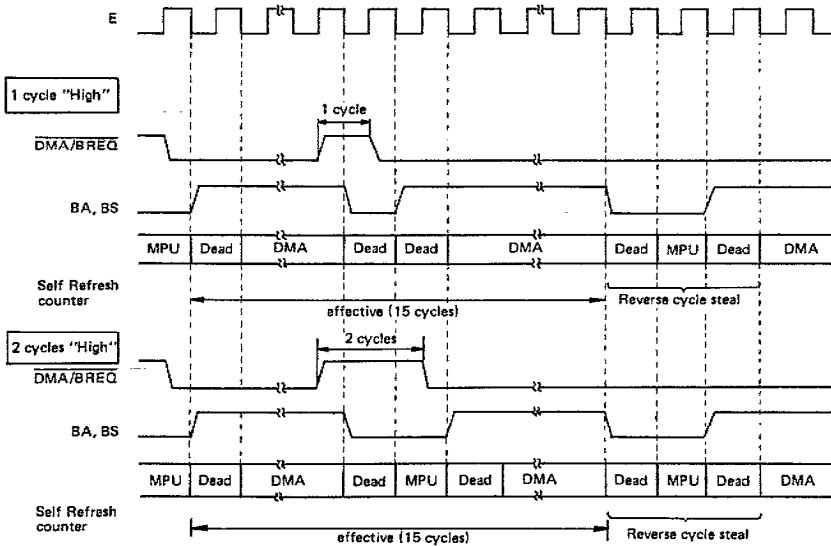 E
1 cycle "High"
1 cycle
DMA/BREQ
BA, BS
MPU Dead DMA Dead Dead DMA Dead MPU Dead DMA
Self Refresh
counter
effective (15 cycles)
Reverse cycle steal
2 cycles "High"
2 cycles
DMA/BREQ
BA, BS
MPU Dead DMA Dead MPU Dead DMA Dead MPU Dead DMA
Self Refresh
counter
effective (15 cycles)
Reverse cycle steal